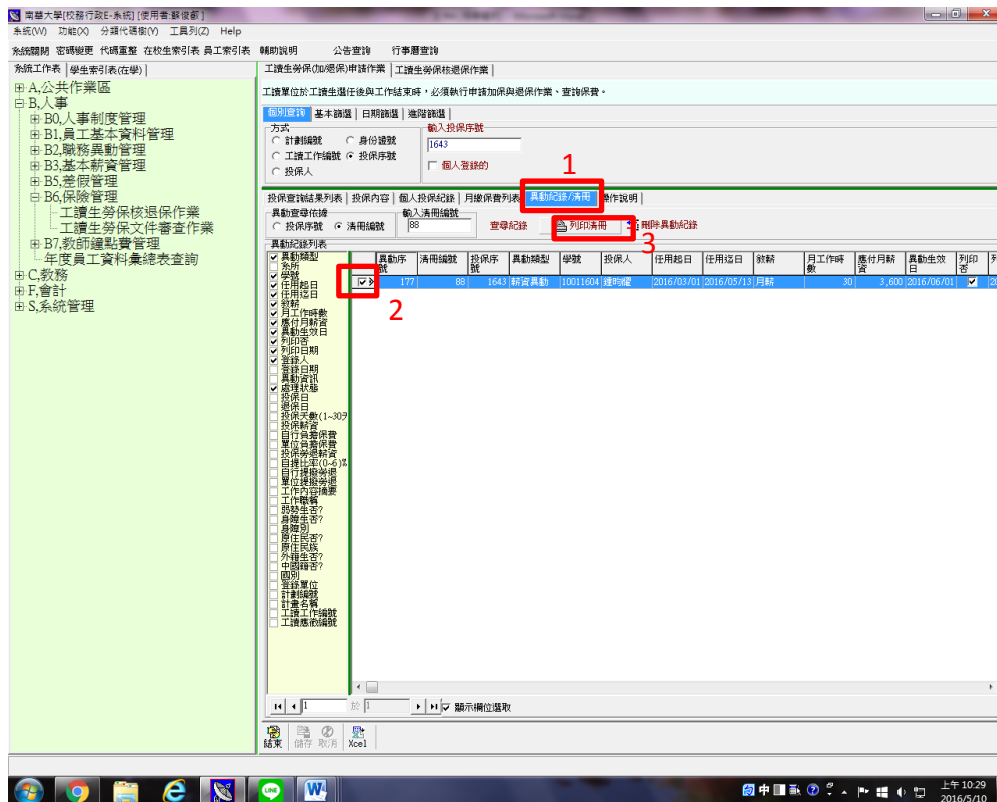 南華大學[校務行政E-系統] [使用者:蘇俊叡]
系統(W) 功能(X) 分類代碼樹(Y) 工具列(Z) Help
系統關閉 密碼變更 代碼重整 在校生索引表 員工索引表 輔助說明 公告查詢 行事曆查詢
系統工作表 學生索引表(在學)
A,公共作業區
B,人事
B0,人事制度管理
B1,員工基本資料管理
B2,職務異動管理
B3,基本薪資管理
B5,差假管理
B6,保險管理
工讀生勞保核退保作業
工讀生勞保文件審查作業
B7,教師鐘點費管理
年度員工資料彙總表查詢
C,教務
F,會計
S,系統管理
工讀生勞保(加/退保)申請作業 工讀生勞保核退保作業
工讀單位於工讀生選任後與工作結束時，必須執行申請加保與退保作業、查詢保費。
個別查詢 基本篩選 日期篩選 進階篩選
方式
計劃編號 身份證號
工讀工作編號 投保序號
投保人
輸入投保序號
1643
個人登錄的
1
投保查詢結果列表 投保內容 個人投保紀錄 月繳保費列表 異動紀錄/清冊 操作說明
異動查尋依據
投保序號 清冊編號
輸入清冊編號
88
查尋紀錄 列印清冊 刪除異動紀錄
3
異動紀錄列表
異動類型
系所
學號
任用起日
任用迄日
敘薪
月工作時數
應付月薪資
異動生效日
列印否
列印日期
登錄人
登錄日期
異動資訊
處理狀態
投保日
退保日
投保天數(1~30天
投保薪資
自行負擔保費
單位負擔保費
投保勞退薪資
自提比率(0~6)%
自行提撥勞退
單位提撥勞退
工作內容摘要
工作職稱
弱勢生否?
身障生否?
身障別
原住民否?
原住民族
外籍生否?
中國籍否?
國別
登錄單位
計劃編號
計畫名稱
工讀工作編號
工讀應徵編號
異動序號 清冊編號 投保序號 異動類型 學號 投保人 任用起日 任用迄日 敘薪 月工作時數 應付月薪資 異動生效日 列印否
177 88 1643 薪資異動 10011604 鍾昀曜 2016/03/01 2016/05/13 月薪 30 3,600 2016/06/01
2
1 於 1 顯示欄位選取
結束 儲存 取消 Xcel
中
上午 10:29
2016/5/10